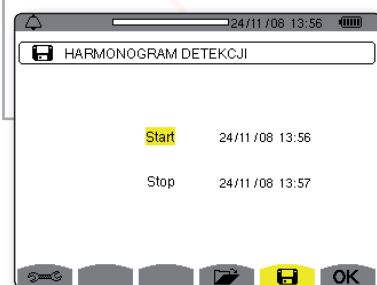 24/11/08 13:56
HARMONOGRAM DETEKCJI
Start 24/11/08 13:56
Stop 24/11/08 13:57
OK